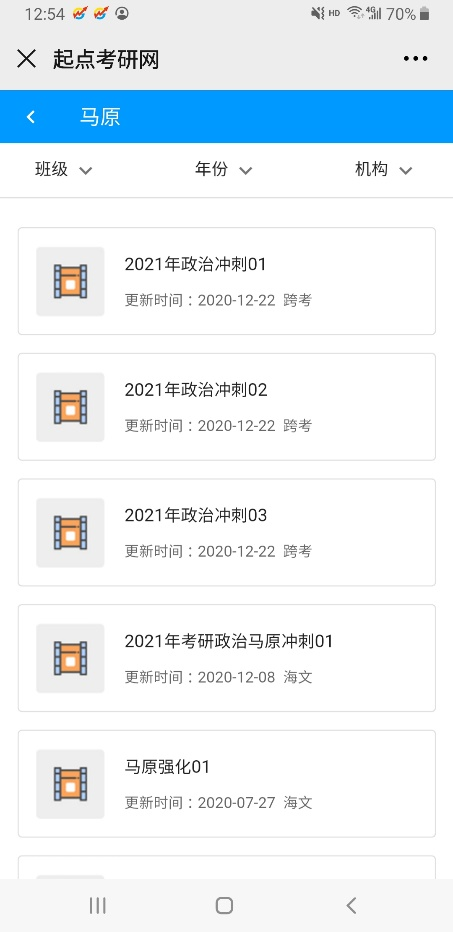 12:54 HD 4G 70%
起点考研网
马原
班级 年份 机构
2021年政治冲刺01
更新时间：2020-12-22 跨考
2021年政治冲刺02
更新时间：2020-12-22 跨考
2021年政治冲刺03
更新时间：2020-12-22 跨考
2021年考研政治马原冲刺01
更新时间：2020-12-08 海文
马原强化01
更新时间：2020-07-27 海文